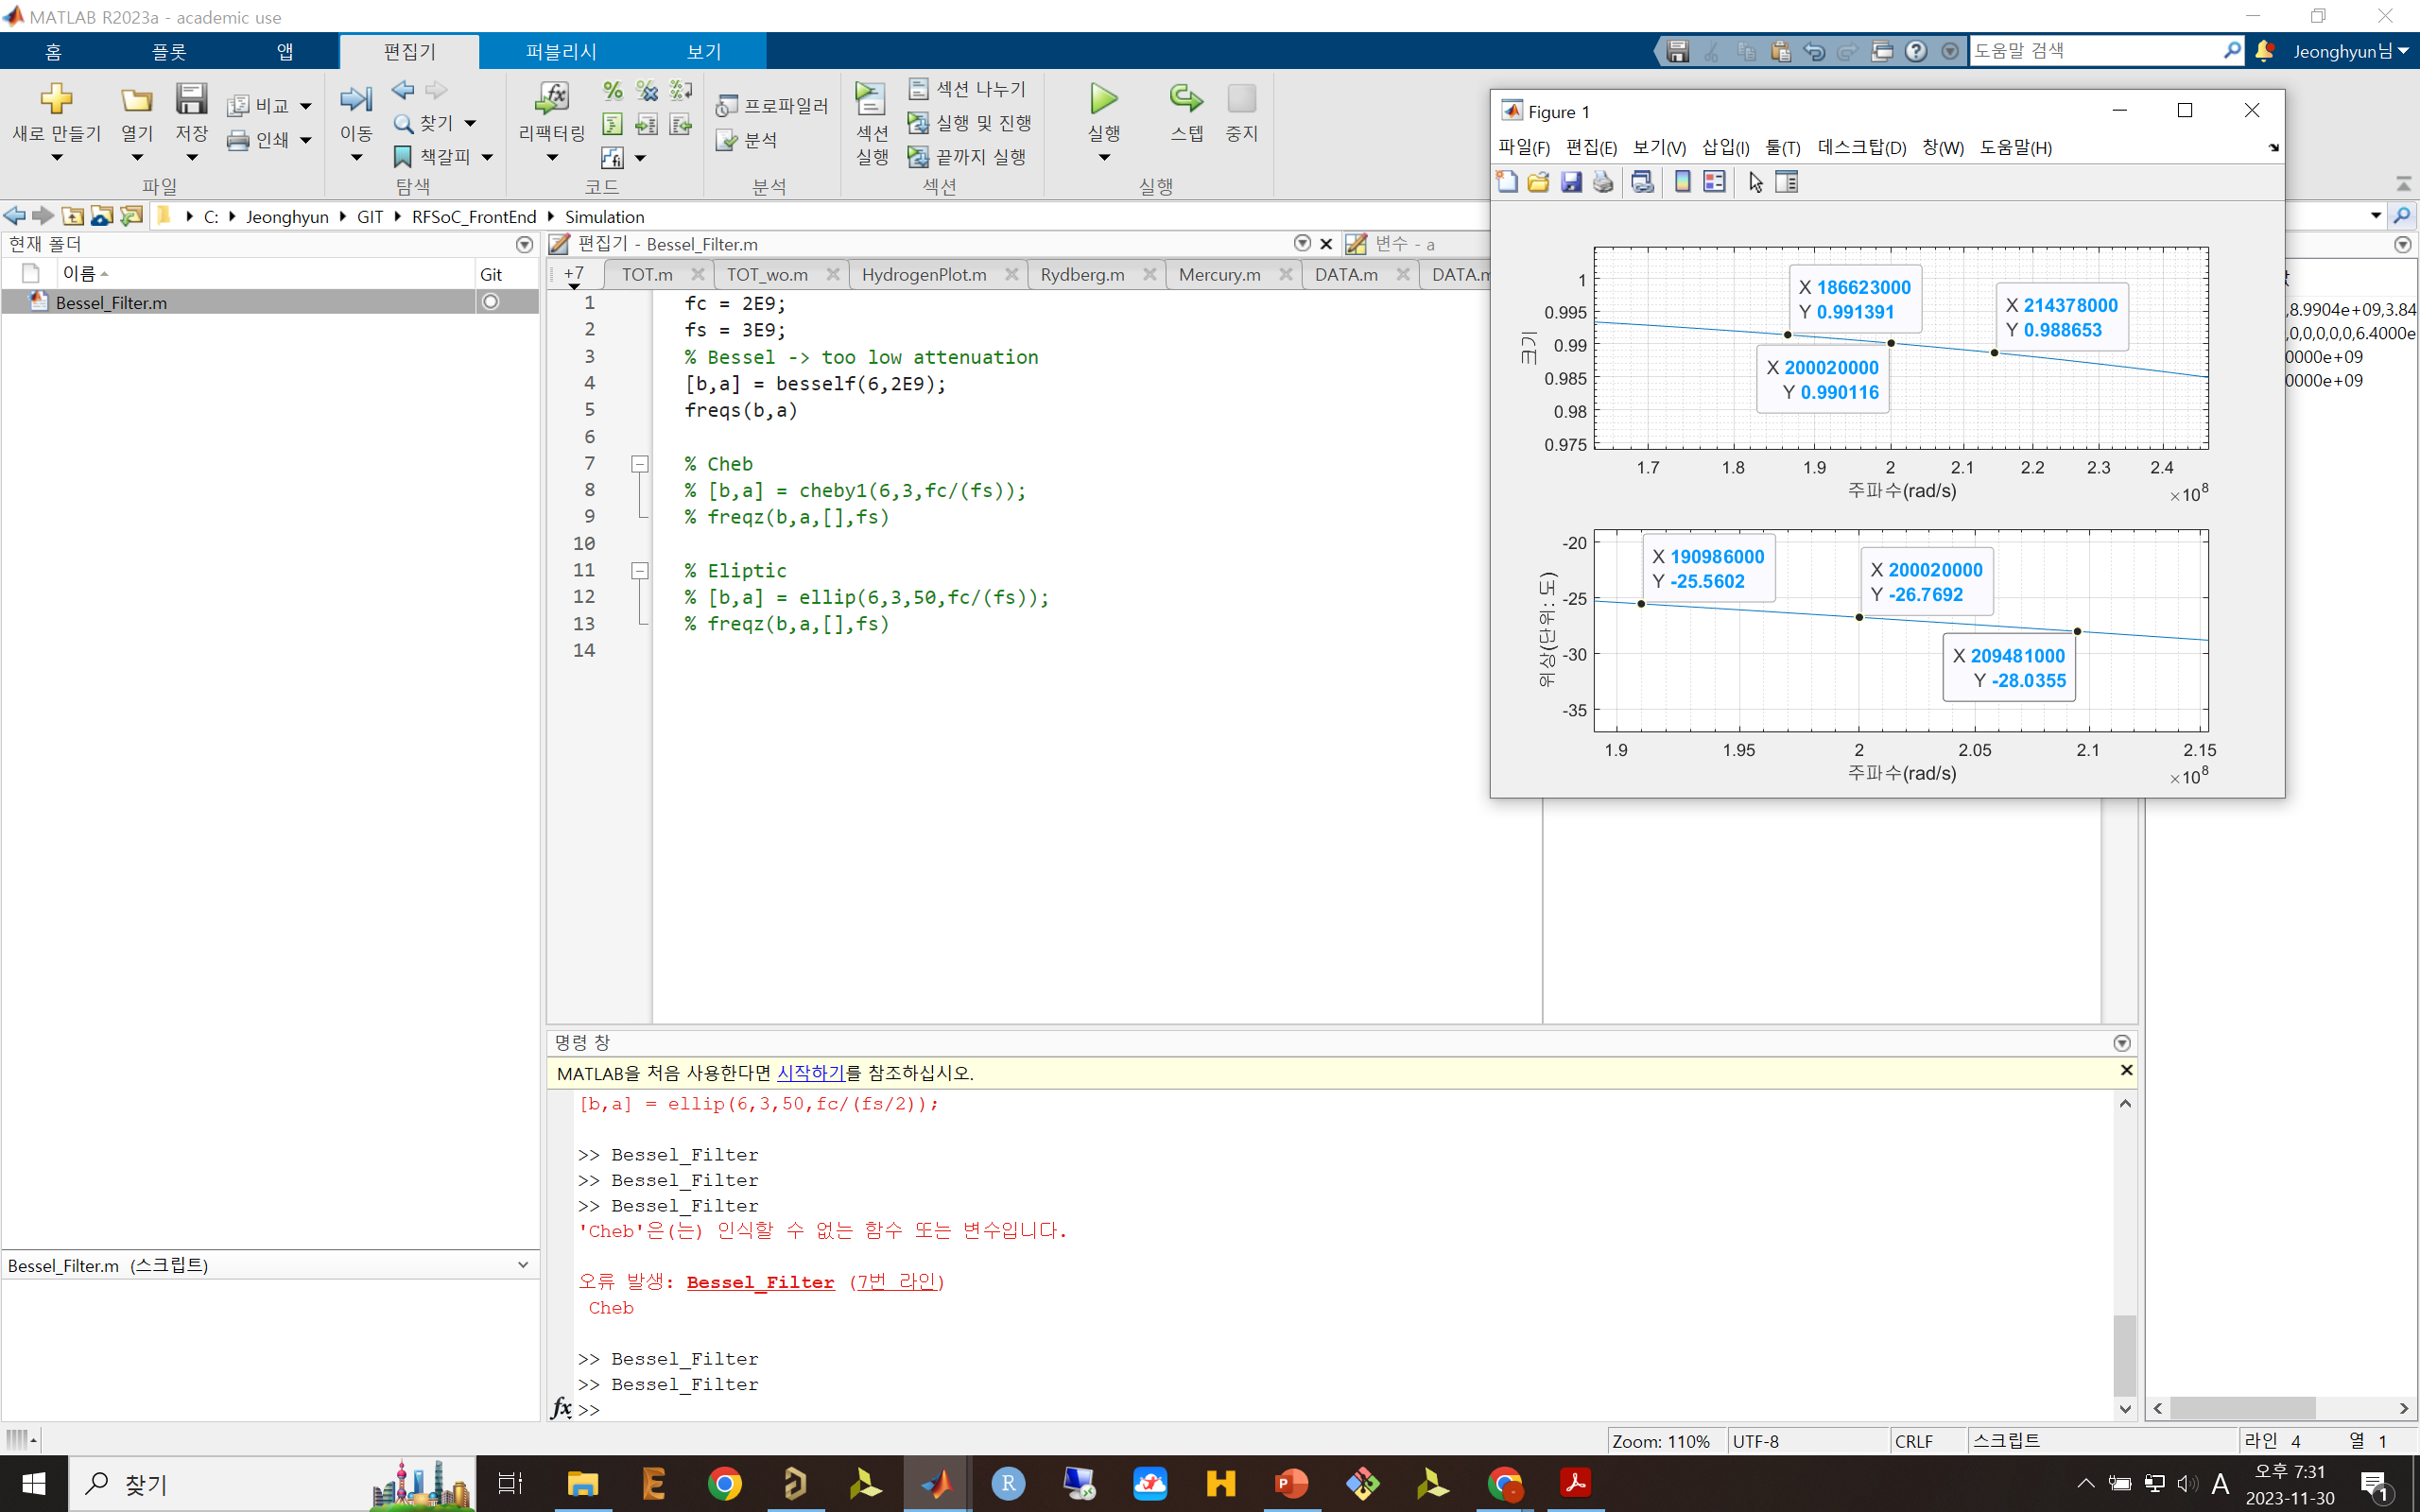 MATLAB R2023a - academic use
홈 플롯 앱 편집기 퍼블리시 보기
도움말 검색
Jeonghyun님
새로 만들기 열기 저장 비교 인쇄
이동 찾기 책갈피
리팩터링
프로파일러 분석
섹션 실행 섹션 나누기 실행 및 진행 끝까지 실행
실행 스텝 중지
파일 탐색 코드 분석 섹션 실행
C: Jeonghyun GIT RFSoC_FrontEnd Simulation
현재 폴더
이름 Git
Bessel_Filter.m
편집기 - Bessel_Filter.m
변수 - a
+7 TOT.m TOT_wo.m HydrogenPlot.m Rydberg.m Mercury.m DATA.m DATA.m
1 fc = 2E9;
2 fs = 3E9;
3 % Bessel -> too low attenuation
4 [b,a] = besself(6,2E9);
5 freqs(b,a)
6
7 % Cheb
8 % [b,a] = cheby1(6,3,fc/(fs));
9 % freqz(b,a,[],fs)
10
11 % Eliptic
12 % [b,a] = ellip(6,3,50,fc/(fs));
13 % freqz(b,a,[],fs)
14
Figure 1
파일(F) 편집(E) 보기(V) 삽입(I) 툴(T) 데스크탑(D) 창(W) 도움말(H)
크기
1
0.995
0.99
0.985
0.98
0.975
X 186623000
Y 0.991391
X 214378000
Y 0.988653
X 200020000
Y 0.990116
1.7 1.8 1.9 2 2.1 2.2 2.3 2.4
주파수(rad/s)
×10⁸
위상(단위: 도)
-20
-25
-30
-35
X 190986000
Y -25.5602
X 200020000
Y -26.7692
X 209481000
Y -28.0355
1.9 1.95 2 2.05 2.1 2.15
주파수(rad/s)
×10⁸
,8.9904e+09,3.84
,0,0,0,0,0,6.4000e
0000e+09
0000e+09
명령 창
MATLAB을 처음 사용한다면 시작하기를 참조하십시오.
[b,a] = ellip(6,3,50,fc/(fs/2));
>> Bessel_Filter
>> Bessel_Filter
>> Bessel_Filter
'Cheb'은(는) 인식할 수 없는 함수 또는 변수입니다.
오류 발생: Bessel_Filter (7번 라인)
Cheb
>> Bessel_Filter
>> Bessel_Filter
fx >>
Bessel_Filter.m (스크립트)
Zoom: 110% UTF-8 CRLF 스크립트 라인 4 열 1
찾기
A
오후 7:31
2023-11-30
1